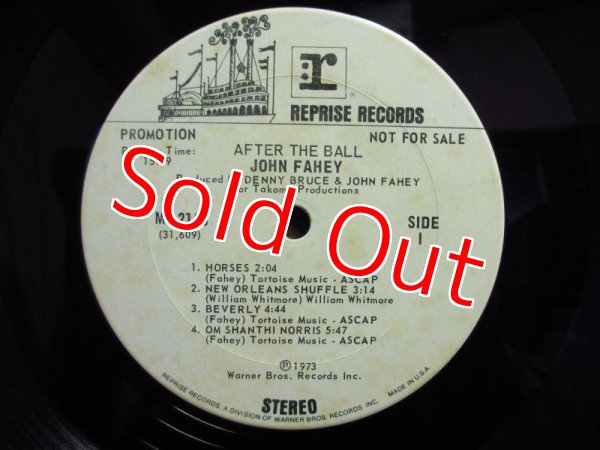 r
®
REPRISE RECORDS
PROMOTION
NOT FOR SALE
Time:
AFTER THE BALL
JOHN FAHEY
DENNY BRUCE & JOHN FAHEY
Productions
(31,609)
SIDE
1
Sold Out
1. HORSES 2:04
(Fahey) Tortoise Music - ASCAP
2. NEW ORLEANS SHUFFLE 3:14
(William Whitmore) William Whitmore
3. BEVERLY 4:44
(Fahey) Tortoise Music - ASCAP
4. OM SHANTHI NORRIS 5:47
(Fahey) Tortoise Music - ASCAP
℗ 1973
Warner Bros. Records Inc.
STEREO
REPRISE RECORDS, A DIVISION OF WARNER BROS. RECORDS INC. MADE IN U.S.A.